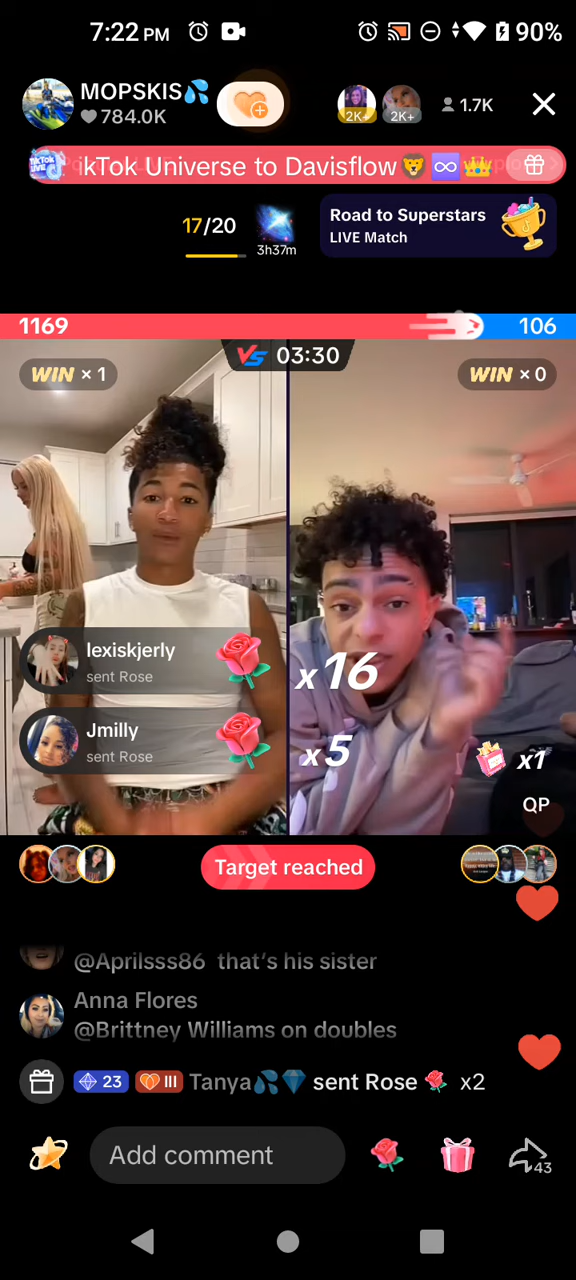 7:22 PM
90%
MOPSKIS💦
784.0K
2K+
2K+
1.7K
TikTok LIVE
ikTok Universe to Davisflow🦁♾️👑
17/20
3h37m
Road to Superstars
LIVE Match
1169
106
VS 03:30
WIN × 1
WIN × 0
lexiskjerly
sent Rose
x16
Jmilly
sent Rose
x5
x1
QP
Target reached
@Aprilsss86 that's his sister
Anna Flores
@Brittney Williams on doubles
23 III Tanya💦💎 sent Rose 🌹 x2
Add comment
43